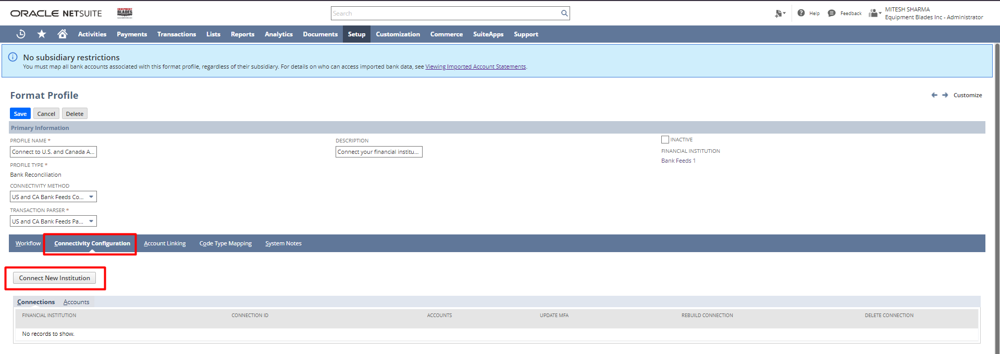 ORACLE NETSUITE
EQUIPMENT
BLADES
Search
Help
Feedback
MITESH SHARMA
Equipment Blades Inc - Administrator
Activities
Payments
Transactions
Lists
Reports
Analytics
Documents
Setup
Customization
Commerce
SuiteApps
Support
No subsidiary restrictions
You must map all bank accounts associated with this format profile, regardless of their subsidiary. For details on who can access imported bank data, see Viewing Imported Account Statements.
Format Profile
Customize
Save
Cancel
Delete
Primary Information
PROFILE NAME *
Connect to U.S. and Canada A...
PROFILE TYPE *
Bank Reconciliation
CONNECTIVITY METHOD
US and CA Bank Feeds Co...
TRANSACTION PARSER *
US and CA Bank Feeds Pa...
DESCRIPTION
Connect your financial institu...
INACTIVE
FINANCIAL INSTITUTION
Bank Feeds 1
Workflow
Connectivity Configuration
Account Linking
Code Type Mapping
System Notes
Connect New Institution
Connections
Accounts
FINANCIAL INSTITUTION
CONNECTION ID
ACCOUNTS
UPDATE MFA
REBUILD CONNECTION
DELETE CONNECTION
No records to show.